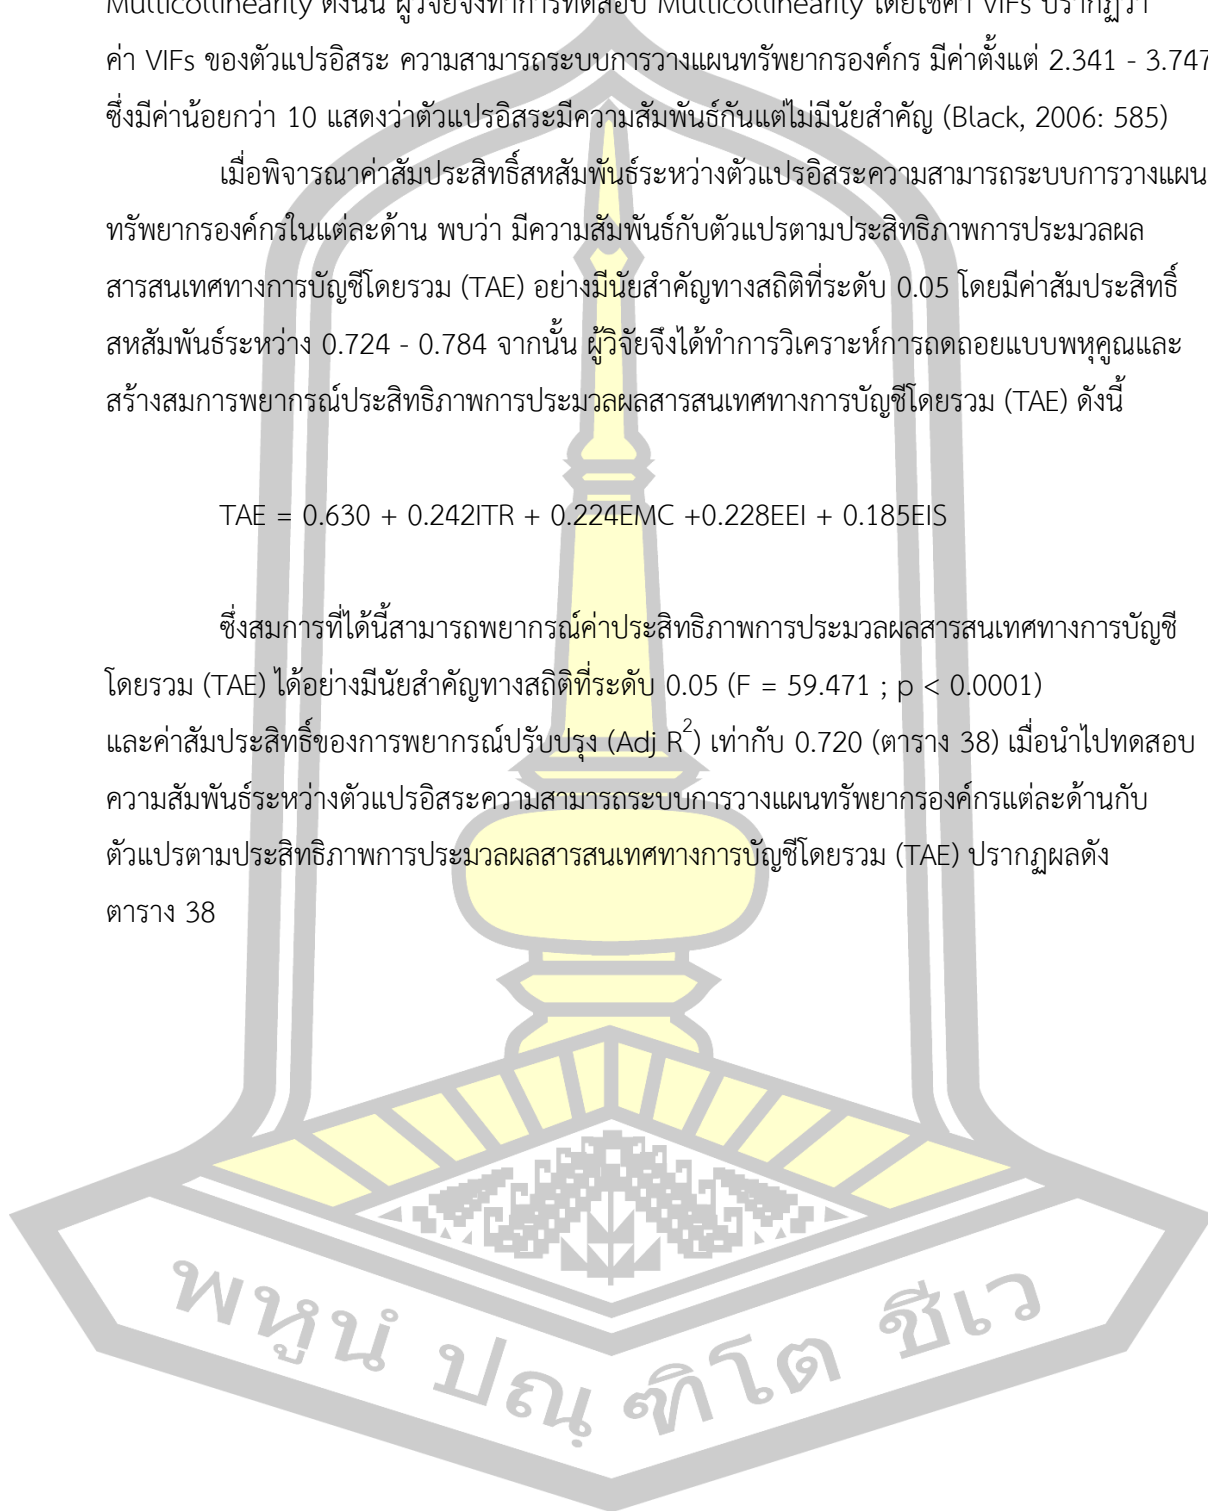 Multicollinearity ดังนั้น ผู้วิจัยจึงทำการทดสอบ Multicollinearity โดยใช้ค่า VIFs ปรากฏว่า
ค่า VIFs ของตัวแปรอิสระ ความสามารถระบบการวางแผนทรัพยากรองค์กร มีค่าตั้งแต่ 2.341 - 3.747
ซึ่งมีค่าน้อยกว่า 10 แสดงว่าตัวแปรอิสระมีความสัมพันธ์กันแต่ไม่มีนัยสำคัญ (Black, 2006: 585)
เมื่อพิจารณาค่าสัมประสิทธิ์สหสัมพันธ์ระหว่างตัวแปรอิสระความสามารถระบบการวางแผน
ทรัพยากรองค์กรในแต่ละด้าน พบว่า มีความสัมพันธ์กับตัวแปรตามประสิทธิภาพการประมวลผล
สารสนเทศทางการบัญชีโดยรวม (TAE) อย่างมีนัยสำคัญทางสถิติที่ระดับ 0.05 โดยมีค่าสัมประสิทธิ์
สหสัมพันธ์ระหว่าง 0.724 - 0.784 จากนั้น ผู้วิจัยจึงได้ทำการวิเคราะห์การถดถอยแบบพหุคูณและ
สร้างสมการพยากรณ์ประสิทธิภาพการประมวลผลสารสนเทศทางการบัญชีโดยรวม (TAE) ดังนี้
TAE = 0.630 + 0.242ITR + 0.224EMC +0.228EEI + 0.185EIS
ซึ่งสมการที่ได้นี้สามารถพยากรณ์ค่าประสิทธิภาพการประมวลผลสารสนเทศทางการบัญชี
โดยรวม (TAE) ได้อย่างมีนัยสำคัญทางสถิติที่ระดับ 0.05 (F = 59.471 ; p < 0.0001)
และค่าสัมประสิทธิ์ของการพยากรณ์ปรับปรุง (Adj R²) เท่ากับ 0.720 (ตาราง 38) เมื่อนำไปทดสอบ
ความสัมพันธ์ระหว่างตัวแปรอิสระความสามารถระบบการวางแผนทรัพยากรองค์กรแต่ละด้านกับ
ตัวแปรตามประสิทธิภาพการประมวลผลสารสนเทศทางการบัญชีโดยรวม (TAE) ปรากฏผลดัง
ตาราง 38
พหูนํ ปณฺฑิโต ชีเว